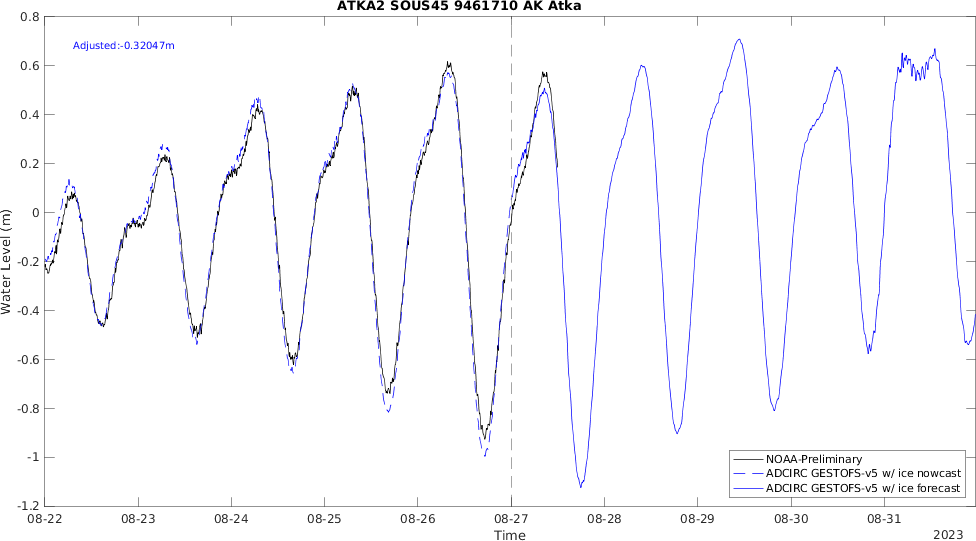 ATKA2 SOUS45 9461710 AK Atka
Adjusted:-0.32047m
0.8
0.6
0.4
0.2
0
-0.2
-0.4
-0.6
-0.8
-1
-1.2
Water Level (m)
NOAA-Preliminary
ADCIRC GESTOFS-v5 w/ ice nowcast
ADCIRC GESTOFS-v5 w/ ice forecast
08-22 08-23 08-24 08-25 08-26 08-27 08-28 08-29 08-30 08-31
Time
2023